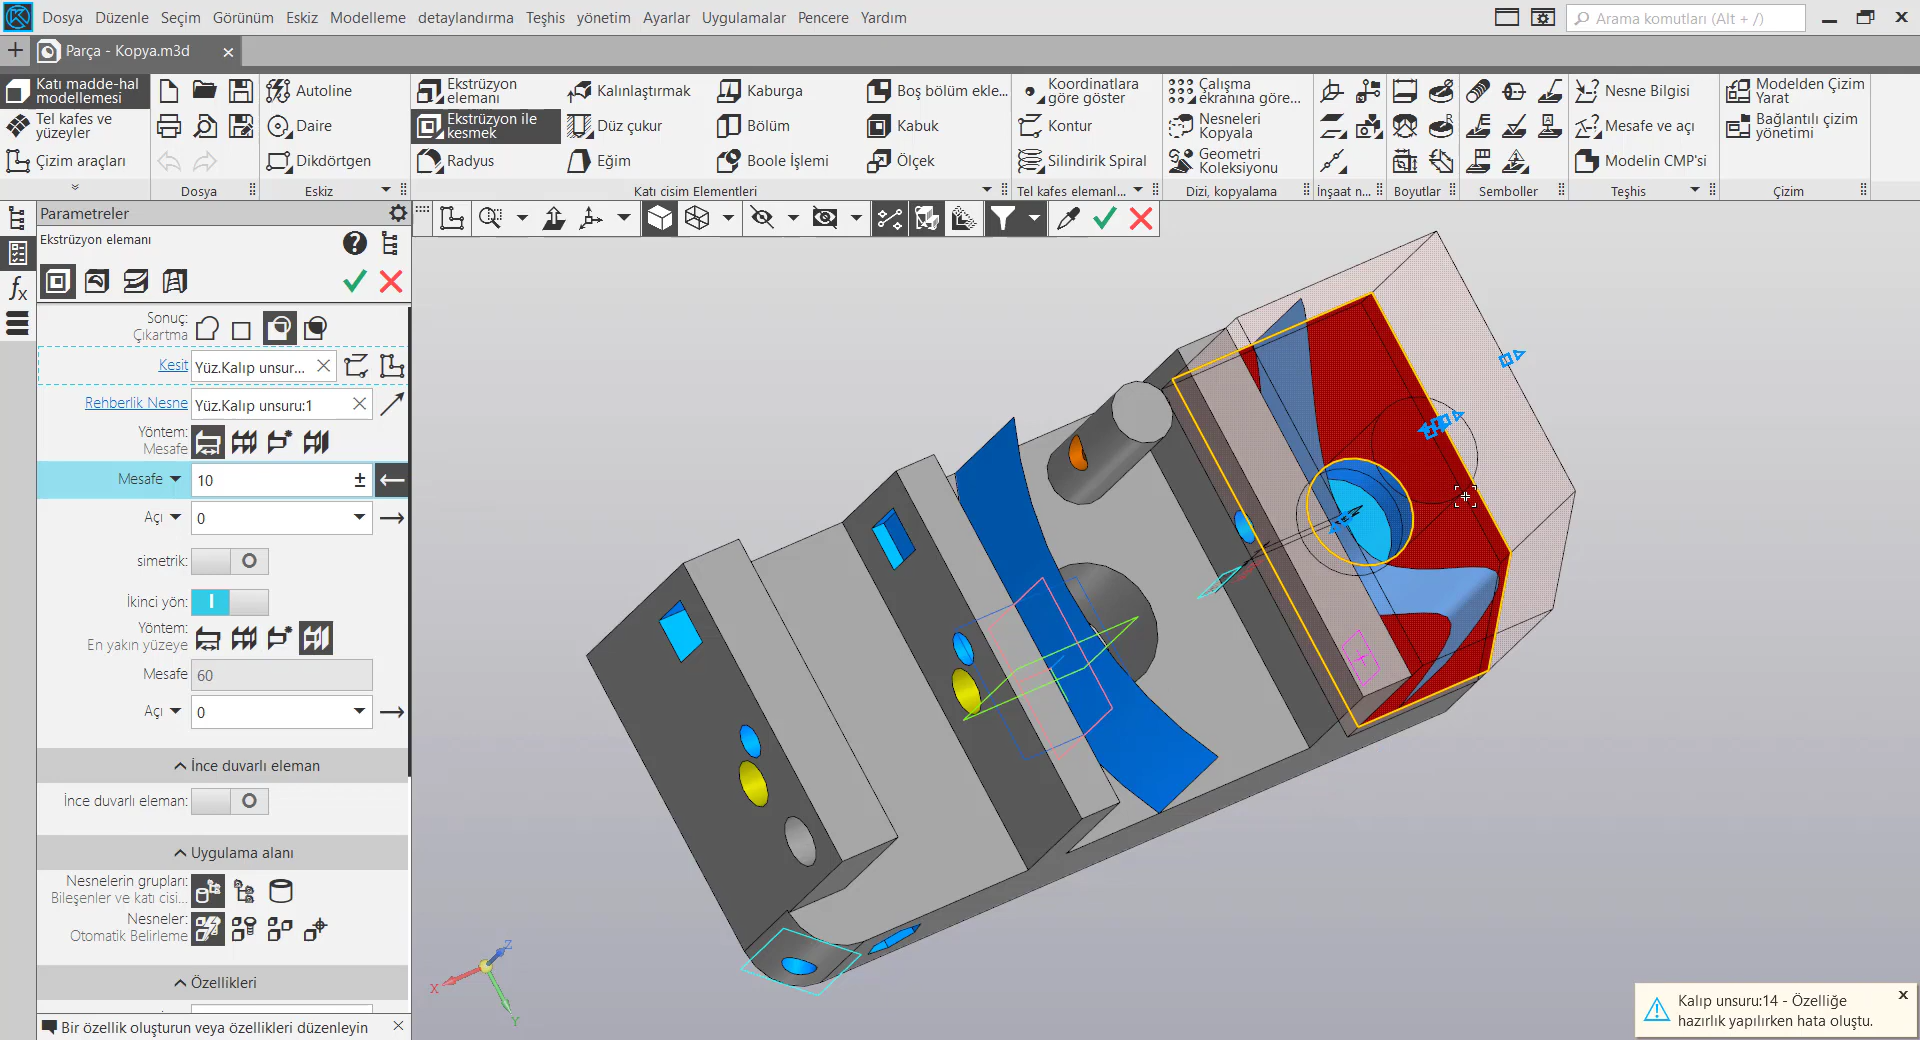 Dosya Düzenle Seçim Görünüm Eskiz Modelleme detaylandırma Teşhis yönetim Ayarlar Uygulamalar Pencere Yardım
Arama komutları (Alt + /)
Parça - Kopya.m3d
Katı madde-hal
modellemesi
Tel kafes ve
yüzeyler
Çizim araçları
Dosya
Autoline
Daire
Dikdörtgen
Eskiz
Ekstrüzyon
elemanı
Ekstrüzyon ile
kesmek
Radyus
Kalınlaştırmak
Düz çukur
Eğim
Kaburga
Bölüm
Boole İşlemi
Boş bölüm ekle...
Kabuk
Ölçek
Katı cisim Elementleri
Koordinatlara
göre göster
Kontur
Silindirik Spiral
Tel kafes elemanl...
Çalışma
ekranına göre...
Nesneleri
Kopyala
Geometri
Koleksiyonu
Dizi, kopyalama
İnşaat n...
Boyutlar
Semboller
Nesne Bilgisi
Mesafe ve açı
Modelin CMP'si
Teşhis
Modelden Çizim
Yarat
Bağlantılı çizim
yönetimi
Çizim
Parametreler
Ekstrüzyon elemanı
Sonuç:
Çıkartma
Kesit Yüz.Kalıp unsur...
Rehberlik Nesne Yüz.Kalıp unsuru:1
Yöntem:
Mesafe
Mesafe 10
Açı 0
simetrik:
İkinci yön:
Yöntem:
En yakın yüzeye
Mesafe 60
Açı 0
İnce duvarlı eleman
İnce duvarlı eleman:
Uygulama alanı
Nesnelerin grupları:
Bileşenler ve katı cisi...
Nesneler:
Otomatik Belirleme
Özellikleri
Bir özellik oluşturun veya özellikleri düzenleyin
Z
X
Y
Kalıp unsuru:14 - Özelliğe
hazırlık yapılırken hata oluştu.